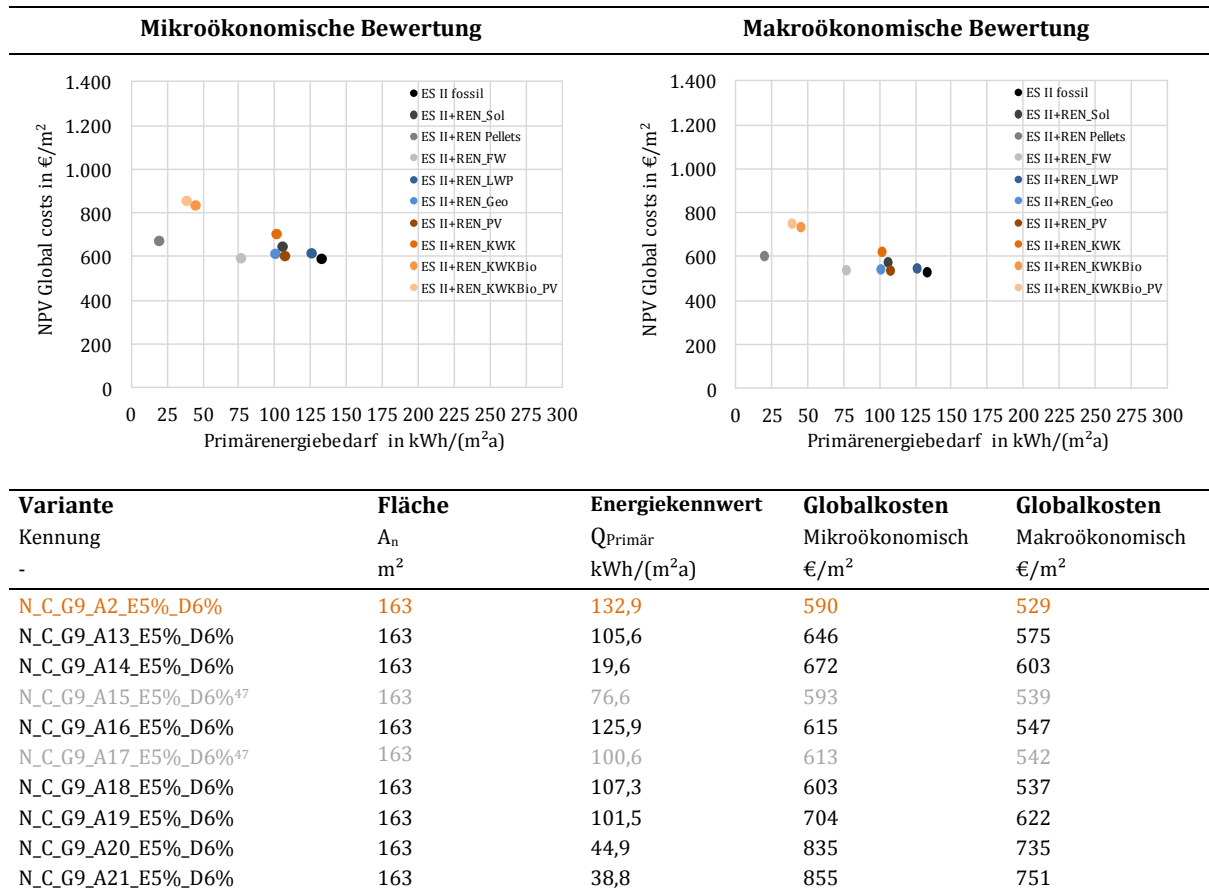 Mikroökonomische Bewertung
Makroökonomische Bewertung
NPV Global costs in €/m²
1.400
1.200
1.000
800
600
400
200
0
0 25 50 75 100 125 150 175 200 225 250 275 300
Primärenergiebedarf in kWh/(m²a)
ES II fossil
ES II+REN_Sol
ES II+REN Pellets
ES II+REN_FW
ES II+REN_LWP
ES II+REN_Geo
ES II+REN_PV
ES II+REN_KWK
ES II+REN_KWKBio
ES II+REN_KWKBio_PV
NPV Global costs in €/m²
1.400
1.200
1.000
800
600
400
200
0
0 25 50 75 100 125 150 175 200 225 250 275 300
Primärenergiebedarf in kWh/(m²a)
ES II fossil
ES II+REN_Sol
ES II+REN Pellets
ES II+REN_FW
ES II+REN_LWP
ES II+REN_Geo
ES II+REN_PV
ES II+REN_KWK
ES II+REN_KWKBio
ES II+REN_KWKBio_PV
Variante Fläche Energiekennwert Globalkosten Globalkosten
Kennung An QPrimär Mikroökonomisch Makroökonomisch
- m² kWh/(m²a) €/m² €/m²
N_C_G9_A2_E5%_D6% 163 132,9 590 529
N_C_G9_A13_E5%_D6% 163 105,6 646 575
N_C_G9_A14_E5%_D6% 163 19,6 672 603
N_C_G9_A15_E5%_D6%⁴⁷ 163 76,6 593 539
N_C_G9_A16_E5%_D6% 163 125,9 615 547
N_C_G9_A17_E5%_D6%⁴⁷ 163 100,6 613 542
N_C_G9_A18_E5%_D6% 163 107,3 603 537
N_C_G9_A19_E5%_D6% 163 101,5 704 622
N_C_G9_A20_E5%_D6% 163 44,9 835 735
N_C_G9_A21_E5%_D6% 163 38,8 855 751